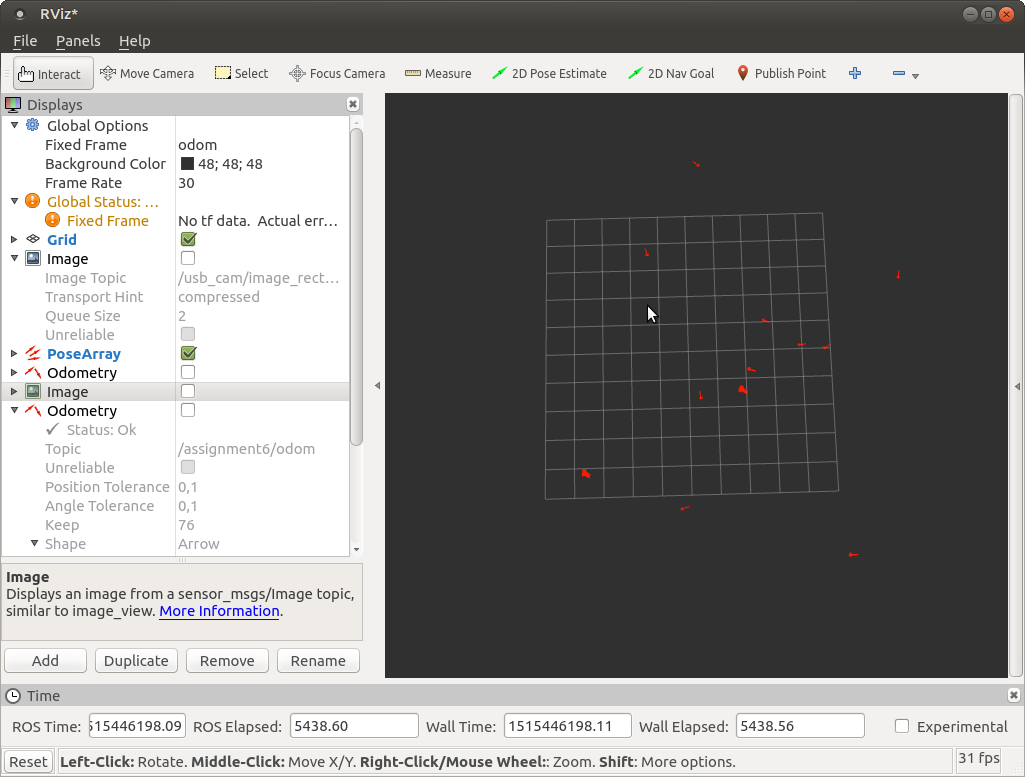 RViz*
File Panels Help
Interact Move Camera Select Focus Camera Measure 2D Pose Estimate 2D Nav Goal Publish Point
Displays
Global Options
Fixed Frame odom
Background Color 48; 48; 48
Frame Rate 30
Global Status: ...
Fixed Frame No tf data. Actual err...
Grid
Image
Image Topic /usb_cam/image_rect...
Transport Hint compressed
Queue Size 2
Unreliable
PoseArray
Odometry
Image
Odometry
Status: Ok
Topic /assignment6/odom
Unreliable
Position Tolerance 0,1
Angle Tolerance 0,1
Keep 76
Shape Arrow
Image
Displays an image from a sensor_msgs/Image topic,
similar to image_view. More Information.
Add Duplicate Remove Rename
Time
ROS Time: 515446198.09 ROS Elapsed: 5438.60 Wall Time: 1515446198.11 Wall Elapsed: 5438.56 Experimental
Reset Left-Click: Rotate. Middle-Click: Move X/Y. Right-Click/Mouse Wheel:: Zoom. Shift: More options. 31 fps